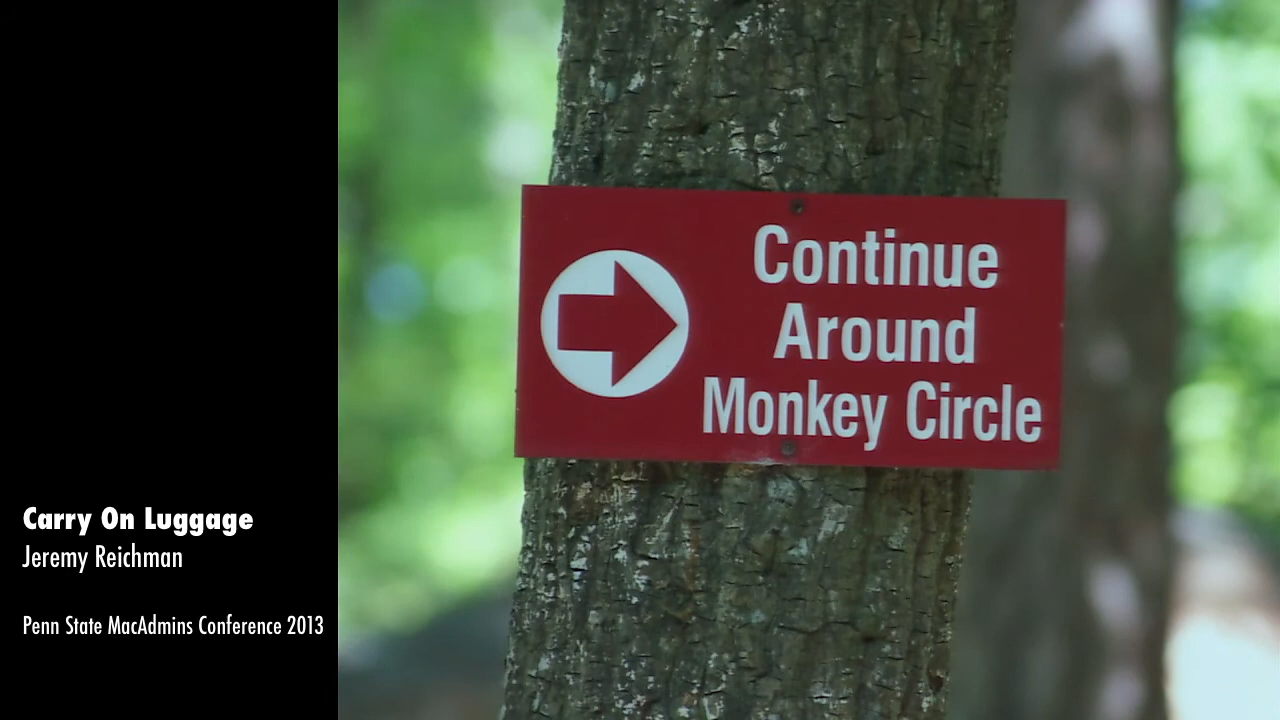 Carry On Luggage
Jeremy Reichman
Penn State MacAdmins Conference 2013
Continue
Around
Monkey Circle